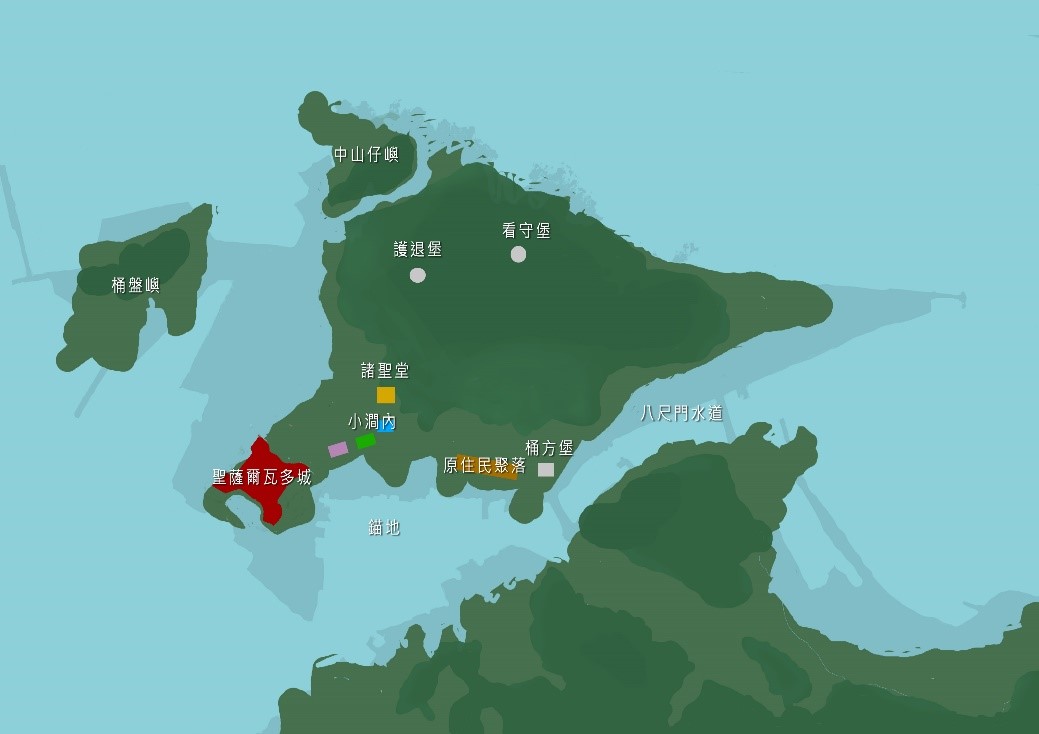 中山仔嶼
看守堡
護退堡
桶盤嶼
諸聖堂
八尺門水道
小澗內
桶方堡
原住民聚落
聖薩爾瓦多城
錨地